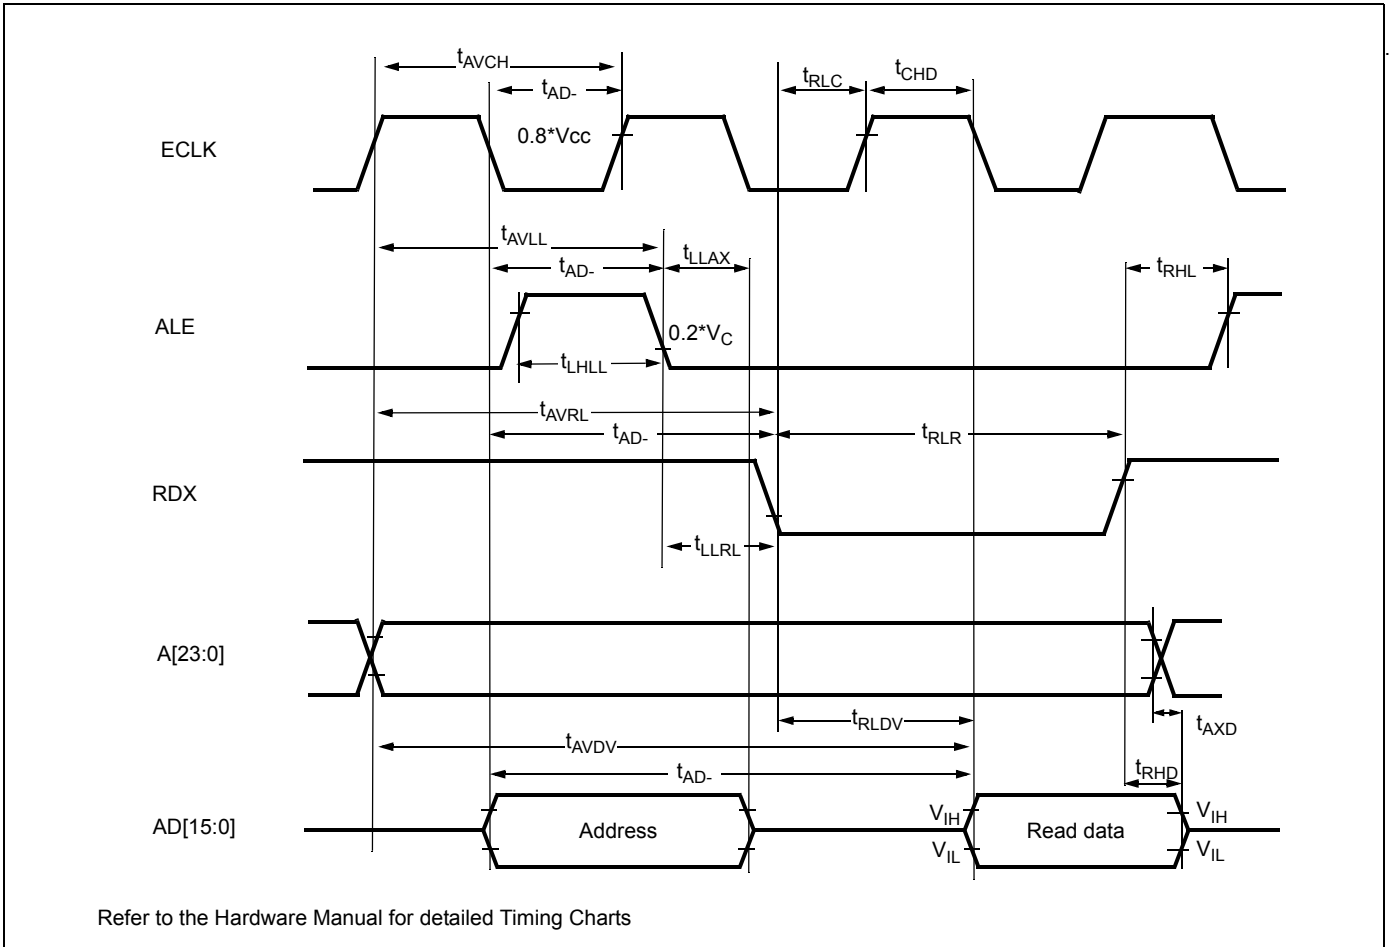 tAVCH
tAD-
tRLC
tCHD
ECLK
0.8*Vcc
tAVLL
tAD-
tLLAX
tRHL
ALE
0.2*VC
tLHLL
tAVRL
tAD-
tRLR
RDX
tLLRL
A[23:0]
tRLDV
tAXD
tAVDV
tAD-
tRHD
AD[15:0]
Address
VIH
VIL
Read data
VIH
VIL
Refer to the Hardware Manual for detailed Timing Charts